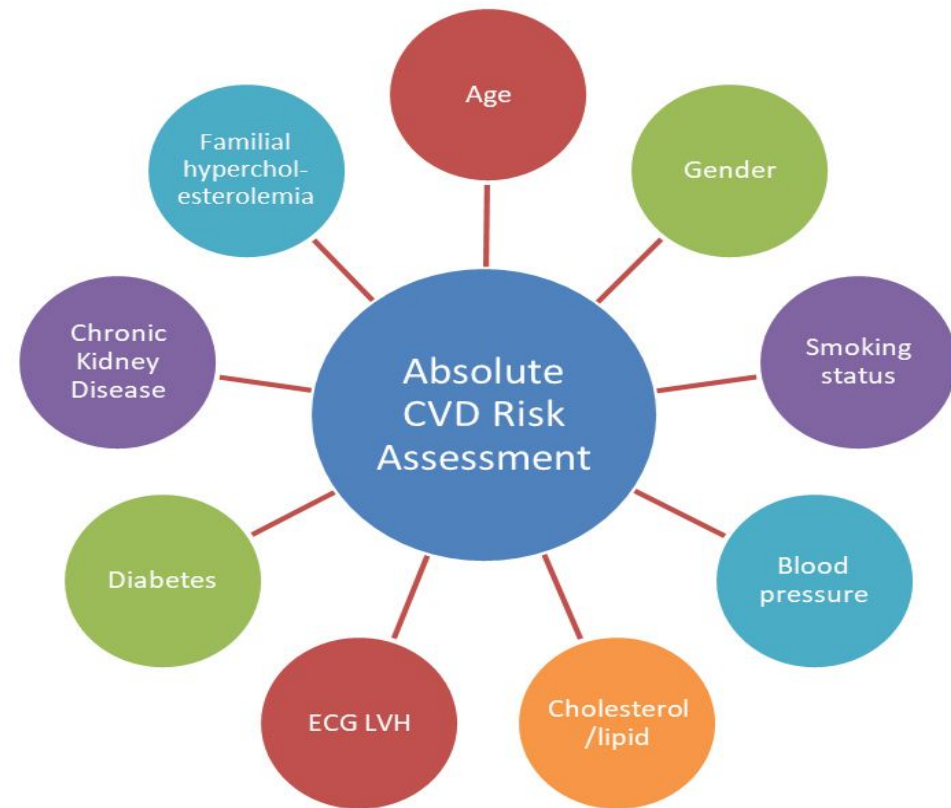 Age
Gender
Smoking
status
Blood
pressure
Cholesterol
/lipid
ECG LVH
Diabetes
Chronic
Kidney
Disease
Familial
hyperchol-
esterolemia
Absolute
CVD Risk
Assessment